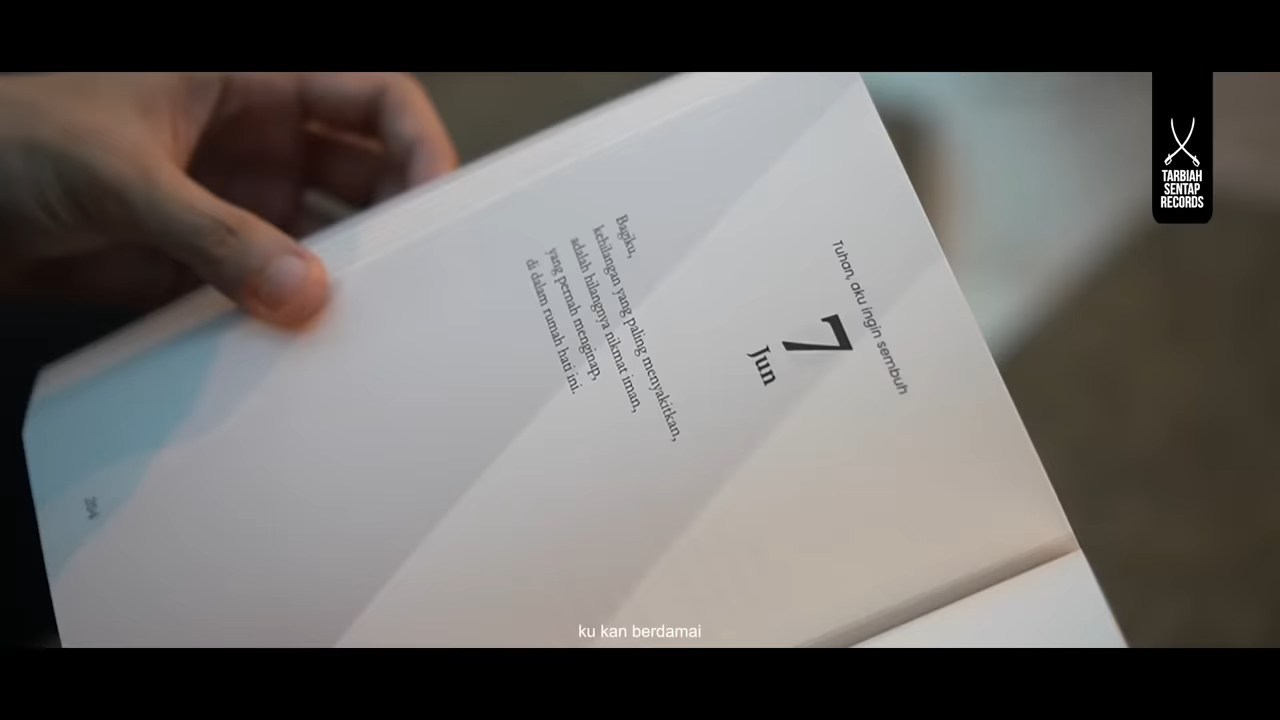 Tuhan, aku ingin sembuh
7
Jun
Bagiku,
kehilangan yang paling menyakitkan,
adalah hilangnya nikmat iman,
yang pernah menginap,
di dalam rumah hati ini.
204
TARBIAH
SENTAP
RECORDS
ku kan berdamai